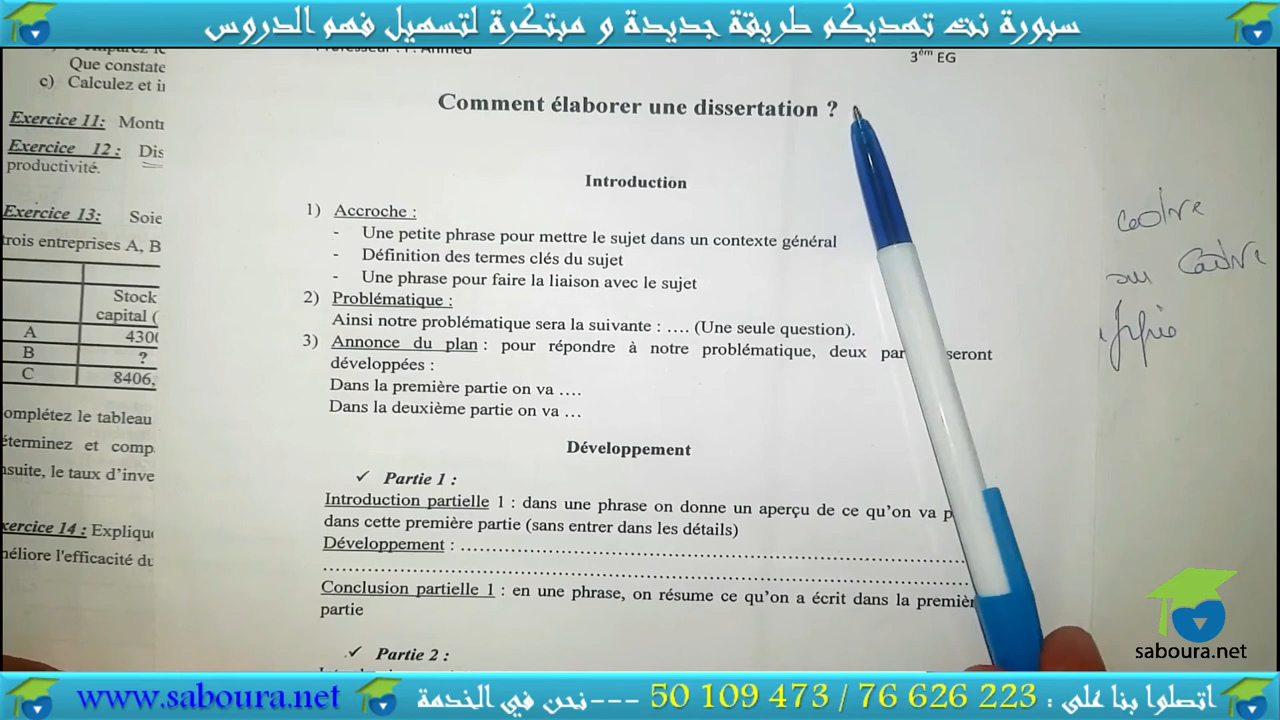 سبورة نت تهديكم طريقة جديدة و مبتكرة لتسهيل فهم الدروس
Que constate
c) Calculez et i
Exercice 11: Montr
Exercice 12 : Dis
productivité.
Exercice 13: Soie
trois entreprises A, B
Stock
capital (
A 430
B ?
C 8406,
omplétez le tableau
éterminez et comp
nsuite, le taux d'inve
xercice 14 : Explique
méliore l'efficacité du
Professeur : F. Ahmed
3èm EG
Comment élaborer une dissertation ?
Introduction
1) Accroche :
- Une petite phrase pour mettre le sujet dans un contexte général
- Définition des termes clés du sujet
- Une phrase pour faire la liaison avec le sujet
2) Problématique :
Ainsi notre problématique sera la suivante : …. (Une seule question).
3) Annonce du plan : pour répondre à notre problématique, deux par seront
développées :
Dans la première partie on va ….
Dans la deuxième partie on va …
Développement
✓ Partie 1 :
Introduction partielle 1 : dans une phrase on donne un aperçu de ce qu'on va p
dans cette première partie (sans entrer dans les détails)
Développement : ……………………………………………………
……………………………………………………………………
Conclusion partielle 1 : en une phrase, on résume ce qu'on a écrit dans la premièr
partie
✓ Partie 2 :
cadre
cadre
saboura.net
www.saboura.net
اتصلوا بنا على : 223 626 76 / 473 109 50 ---نحن في الخدمة